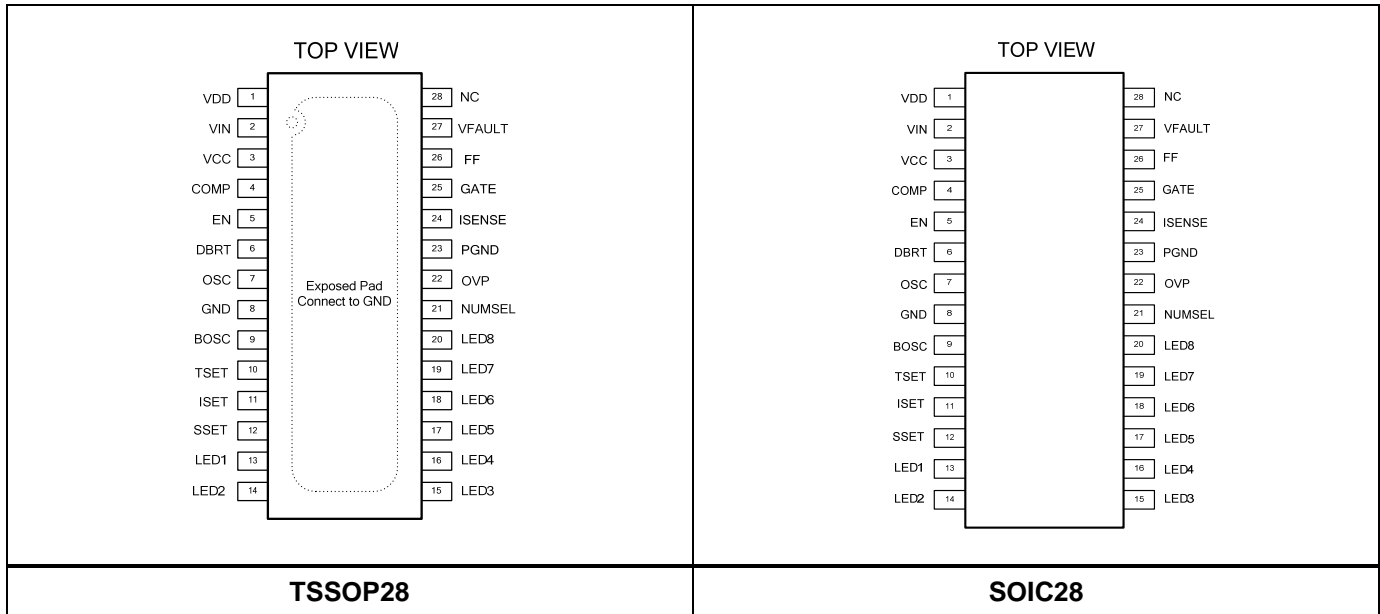 TOP VIEW
VDD 1
28 NC
VIN 2
27 VFAULT
VCC 3
26 FF
COMP 4
25 GATE
EN 5
24 ISENSE
DBRT 6
23 PGND
OSC 7
22 OVP
GND 8
21 NUMSEL
BOSC 9
20 LED8
TSET 10
19 LED7
ISET 11
18 LED6
SSET 12
17 LED5
LED1 13
16 LED4
LED2 14
15 LED3
Exposed Pad
Connect to GND
TSSOP28
TOP VIEW
VDD 1
28 NC
VIN 2
27 VFAULT
VCC 3
26 FF
COMP 4
25 GATE
EN 5
24 ISENSE
DBRT 6
23 PGND
OSC 7
22 OVP
GND 8
21 NUMSEL
BOSC 9
20 LED8
TSET 10
19 LED7
ISET 11
18 LED6
SSET 12
17 LED5
LED1 13
16 LED4
LED2 14
15 LED3
SOIC28